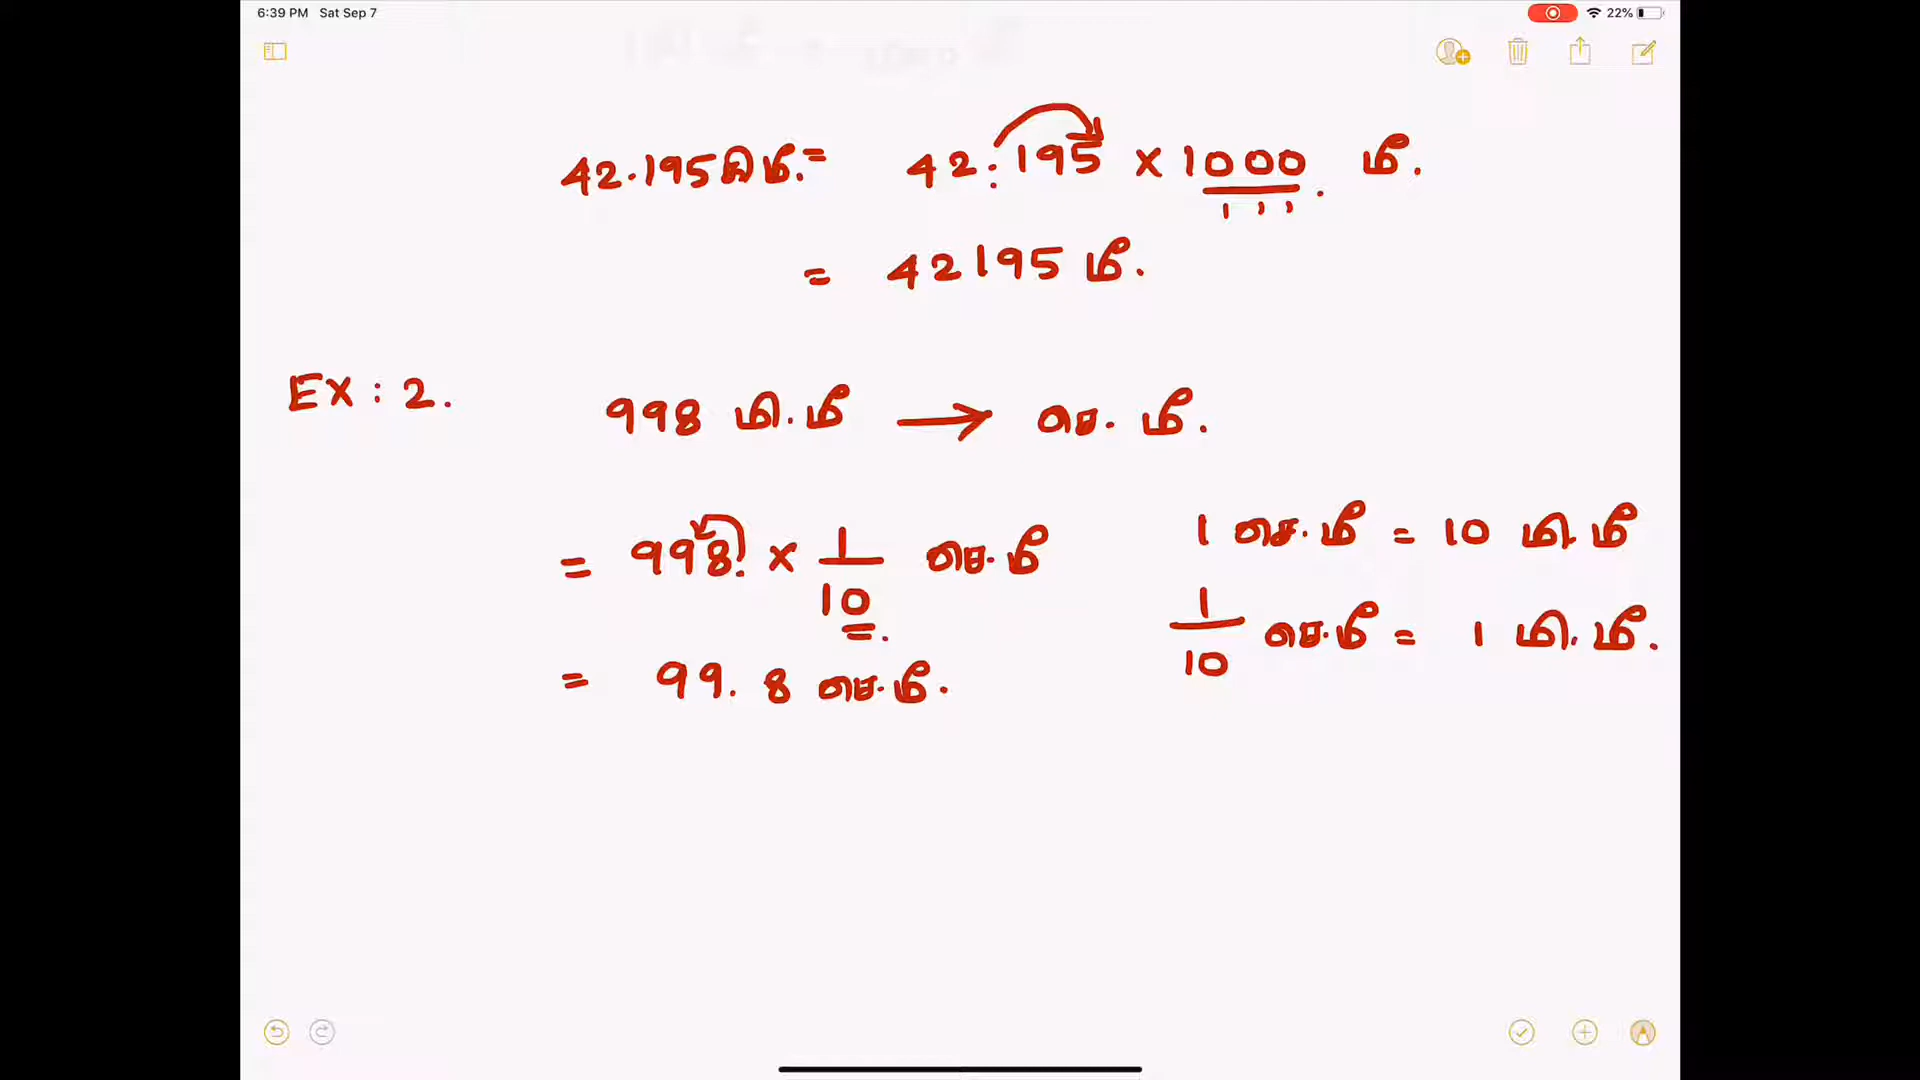 6:39 PM Sat Sep 7
22%
42.195 கி மீ. = 42.195 x 1000 மீ.
= 42195 மீ.
EX : 2. 998 மி.மீ → செ. மீ.
1 செ.மீ = 10 மி.மீ
= 998. x 1/10 செ.மீ
1/10 செ.மீ = 1 மி.மீ.
= 99.8 செ.மீ.